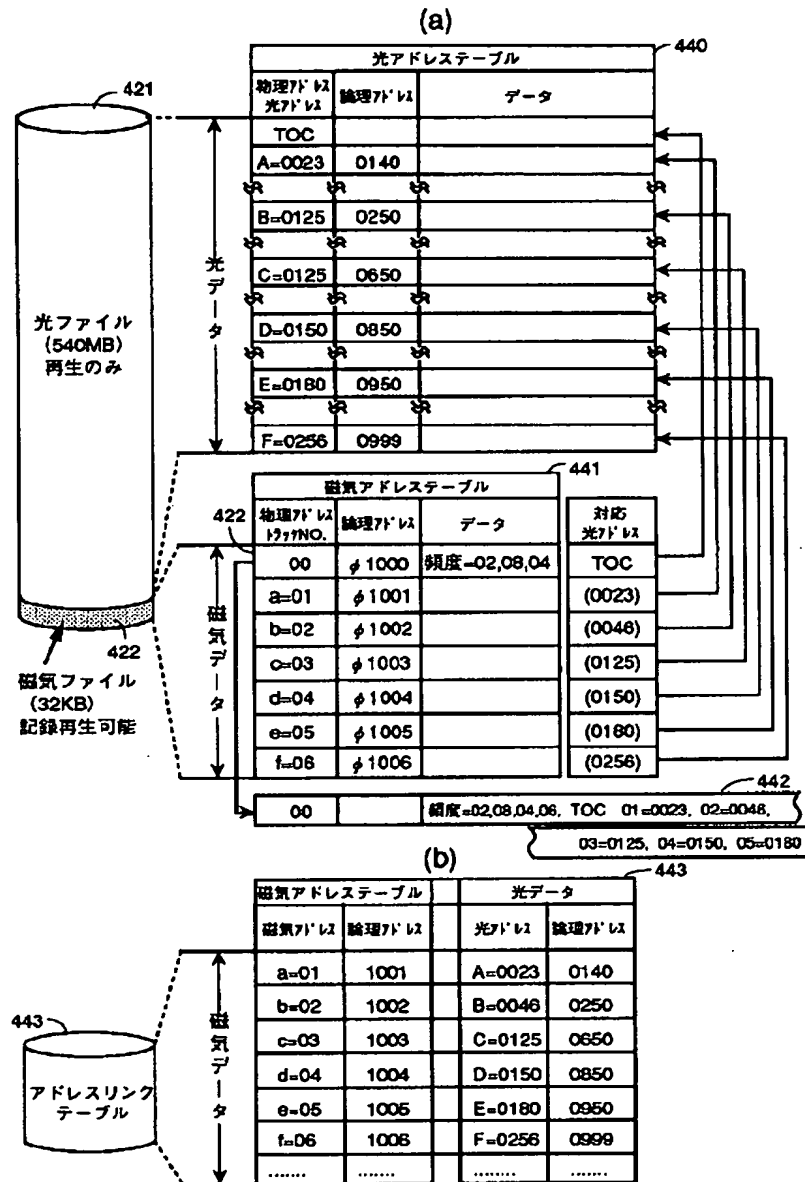 (a)
440
光アドレステーブル
物理アドレス 光アドレス 論理アドレス データ
TOC
A=0023 0140
B=0125 0250
C=0125 0650
D=0150 0850
E=0180 0950
F=0256 0999
光データ
421
光ファイル
(540MB)
再生のみ
422
磁気ファイル
(32KB)
記録再生可能
441
磁気アドレステーブル
422
物理アドレス トラックNO. 論理アドレス データ 対応 光アドレス
00 φ1000 頻度=02,08,04 TOC
a=01 φ1001 (0023)
b=02 φ1002 (0046)
c=03 φ1003 (0125)
d=04 φ1004 (0150)
e=05 φ1005 (0180)
f=06 φ1006 (0256)
磁気データ
442
00 頻度=02,08,04,06, TOC 01=0023, 02=0046,
03=0125, 04=0150, 05=0180
(b)
443
磁気アドレステーブル 光データ
磁気アドレス 論理アドレス 光アドレス 論理アドレス
a=01 1001 A=0023 0140
b=02 1002 B=0046 0250
c=03 1003 C=0125 0650
d=04 1004 D=0150 0850
e=05 1005 E=0180 0950
f=06 1006 F=0256 0999
....... ....... ........ .......
磁気データ
443
アドレスリンク
テーブル